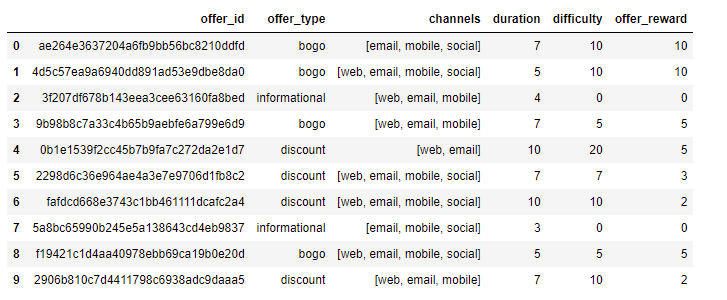 offer_id offer_type channels duration difficulty offer_reward
0 ae264e3637204a6fb9bb56bc8210ddfd bogo [email, mobile, social] 7 10 10
1 4d5c57ea9a6940dd891ad53e9dbe8da0 bogo [web, email, mobile, social] 5 10 10
2 3f207df678b143eea3cee63160fa8bed informational [web, email, mobile] 4 0 0
3 9b98b8c7a33c4b65b9aebfe6a799e6d9 bogo [web, email, mobile] 7 5 5
4 0b1e1539f2cc45b7b9fa7c272da2e1d7 discount [web, email] 10 20 5
5 2298d6c36e964ae4a3e7e9706d1fb8c2 discount [web, email, mobile, social] 7 7 3
6 fafdcd668e3743c1bb461111dcafc2a4 discount [web, email, mobile, social] 10 10 2
7 5a8bc65990b245e5a138643cd4eb9837 informational [email, mobile, social] 3 0 0
8 f19421c1d4aa40978ebb69ca19b0e20d bogo [web, email, mobile, social] 5 5 5
9 2906b810c7d4411798c6938adc9daaa5 discount [web, email, mobile] 7 10 2